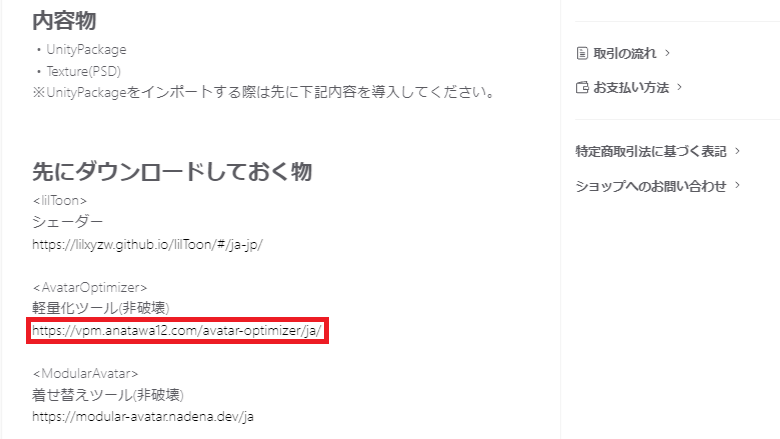 内容物
・UnityPackage
・Texture(PSD)
※UnityPackageをインポートする際は先に下記内容を導入してください。
先にダウンロードしておく物
<lilToon>
シェーダー
https://lilxyzw.github.io/lilToon/#/ja-jp/
<AvatarOptimizer>
軽量化ツール(非破壊)
https://vpm.anatawa12.com/avatar-optimizer/ja/
<ModularAvatar>
着せ替えツール(非破壊)
https://modular-avatar.nadena.dev/ja
取引の流れ
お支払い方法
特定商取引法に基づく表記
ショップへのお問い合わせ